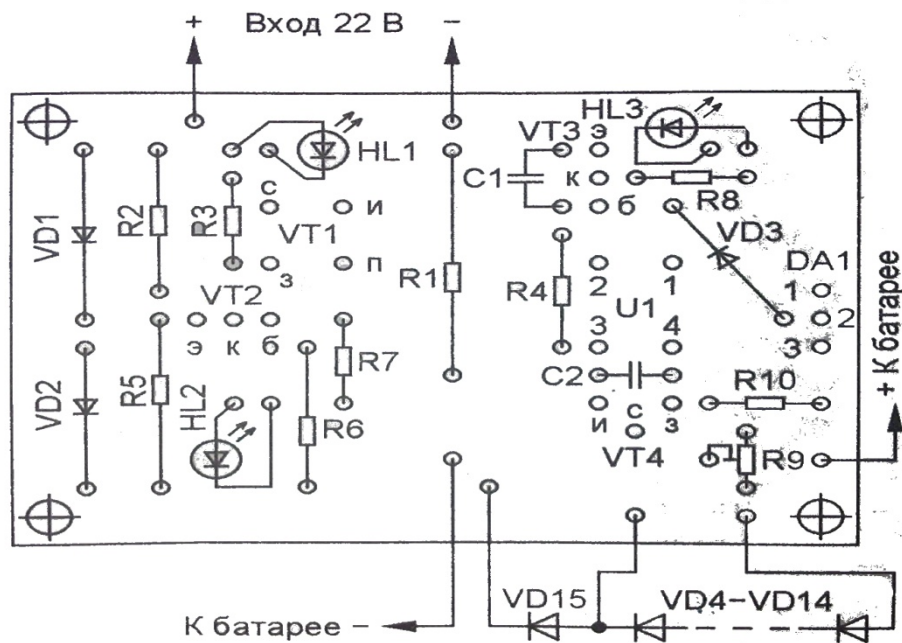 + Вход 22 В −
HL3
VT3 э
HL1
C1
к
R8
б
с
R2
R3
и
VD1
VT1
VD3
DA1
R1
R4
з
п
2 1
1
U1
VT2
2
3 4
3
э к б
R7
C2
+ К батарее
R5
HL2
R10
VD2
R6
и с з
VT4
R9
VD15
VD4–VD14
К батарее −